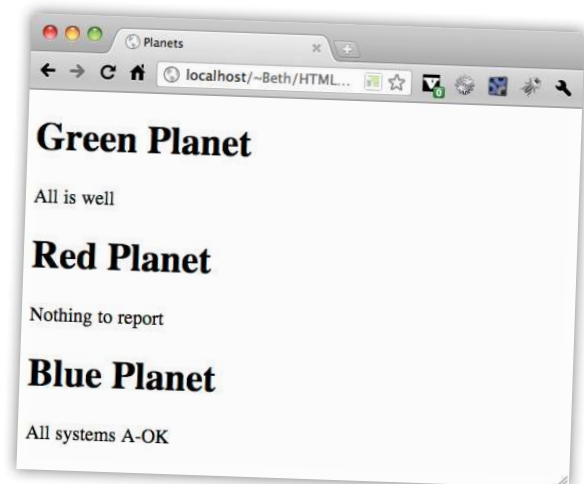 Planets
localhost/~Beth/HTML...
0
Green Planet
All is well
Red Planet
Nothing to report
Blue Planet
All systems A-OK